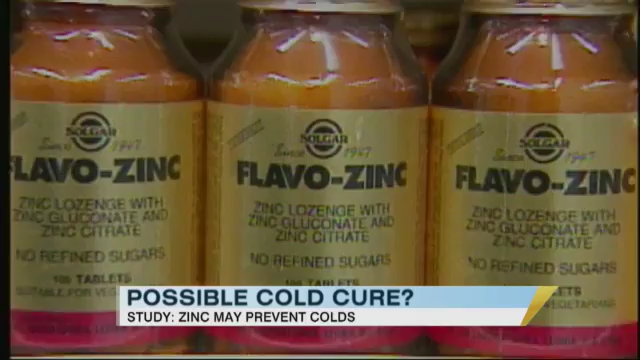 SOLGAR
Since 1947
FLAVO-ZINC
ZINC LOZENGE WITH
ZINC GLUCONATE AND
ZINC CITRATE
NO REFINED SUGARS
100 TABLETS
SUITABLE FOR
SOLGAR
Since 1947
FLAVO-ZINC
ZINC LOZENGE WITH
ZINC GLUCONATE AND
ZINC CITRATE
NO REFINED SUGARS
100 TABLETS
SOLGAR
Since 1947
FLAVO-ZINC
ZINC LOZENGE WITH
ZINC GLUCONATE AND
ZINC CITRATE
NO REFINED SUGARS
VEGETARIANS
POSSIBLE COLD CURE?
STUDY: ZINC MAY PREVENT COLDS